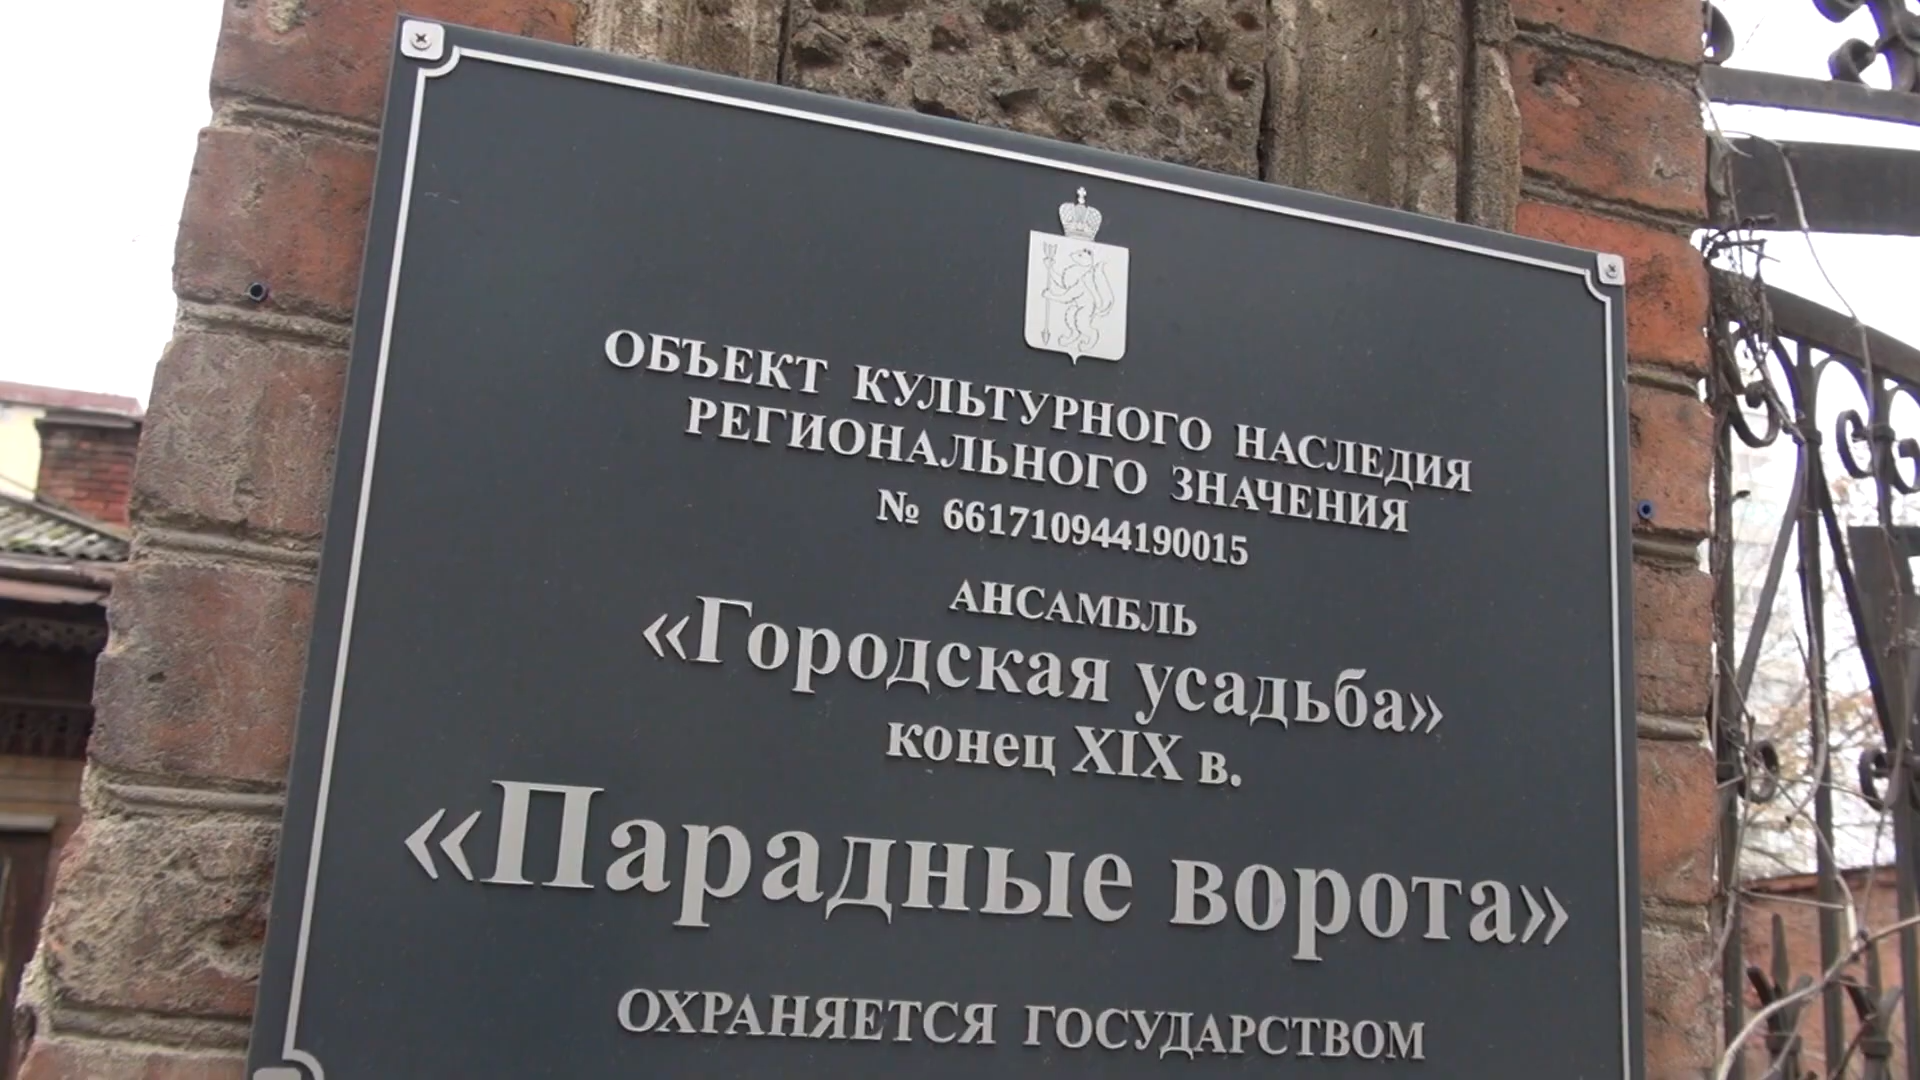 ОБЪЕКТ КУЛЬТУРНОГО НАСЛЕДИЯ
РЕГИОНАЛЬНОГО ЗНАЧЕНИЯ
№ 661710944190015
АНСАМБЛЬ
«Городская усадьба»
конец XIX в.
«Парадные ворота»
ОХРАНЯЕТСЯ ГОСУДАРСТВОМ